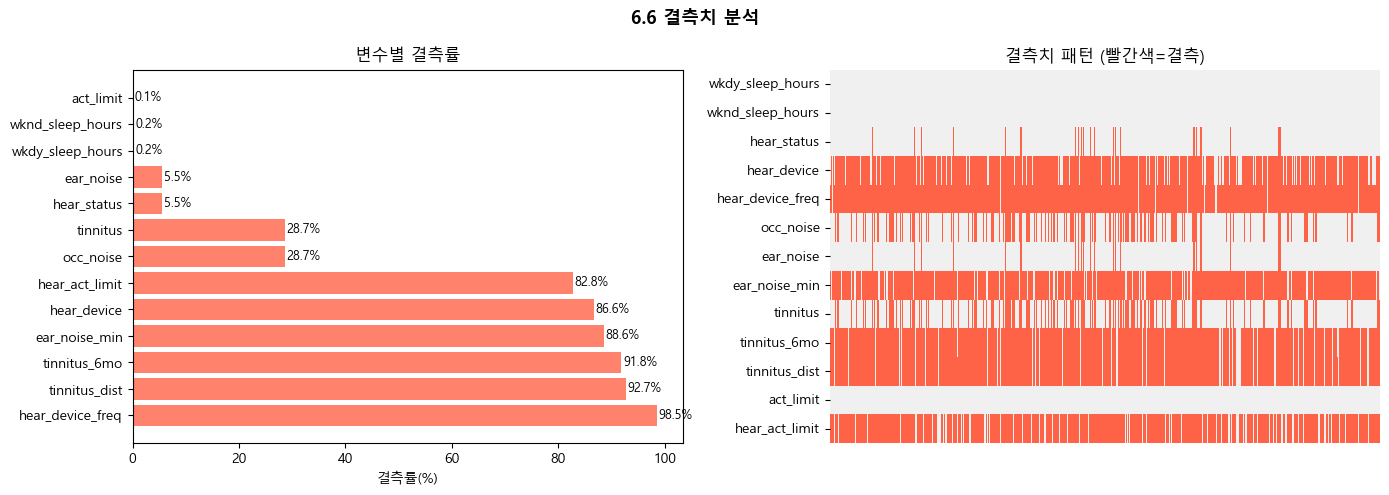 6.6 결측치 분석
변수별 결측률
act_limit 0.1%
wknd_sleep_hours 0.2%
wkdy_sleep_hours 0.2%
ear_noise 5.5%
hear_status 5.5%
tinnitus 28.7%
occ_noise 28.7%
hear_act_limit 82.8%
hear_device 86.6%
ear_noise_min 88.6%
tinnitus_6mo 91.8%
tinnitus_dist 92.7%
hear_device_freq 98.5%
0 20 40 60 80 100
결측률(%)
결측치 패턴 (빨간색=결측)
wkdy_sleep_hours
wknd_sleep_hours
hear_status
hear_device
hear_device_freq
occ_noise
ear_noise
ear_noise_min
tinnitus
tinnitus_6mo
tinnitus_dist
act_limit
hear_act_limit